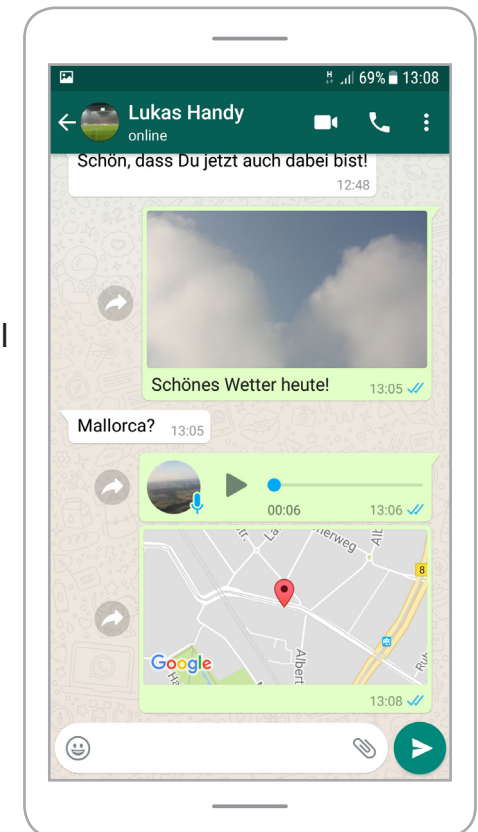 H 69% 13:08
Lukas Handy
online
Schön, dass Du jetzt auch dabei bist!
12:48
l
Schönes Wetter heute! 13:05
Mallorca? 13:05
00:06 13:06
8
Albert
Google
13:08